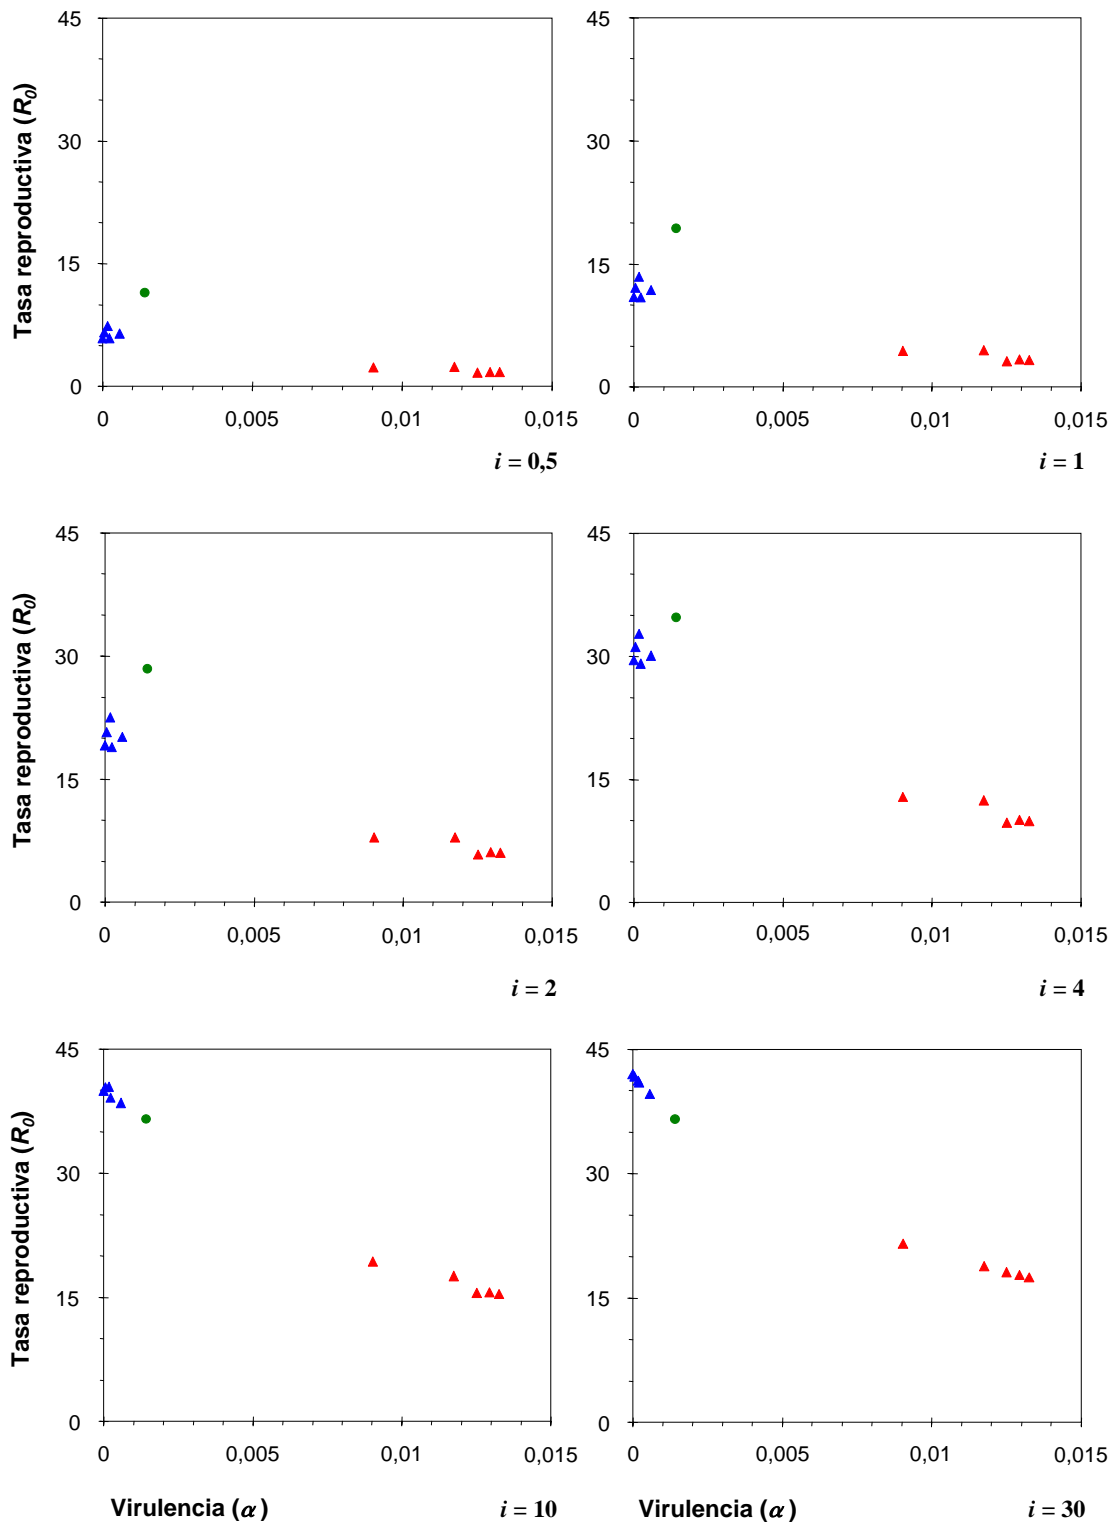 45
30
15
0
Tasa reproductiva (R0)
0 0,005 0,01 0,015
i = 0,5
45
30
15
0
0 0,005 0,01 0,015
i = 1
45
30
15
0
Tasa reproductiva (R0)
0 0,005 0,01 0,015
i = 2
45
30
15
0
0 0,005 0,01 0,015
i = 4
45
30
15
0
Tasa reproductiva (R0)
0 0,005 0,01 0,015
Virulencia (α) i = 10
45
30
15
0
0 0,005 0,01 0,015
Virulencia (α) i = 30